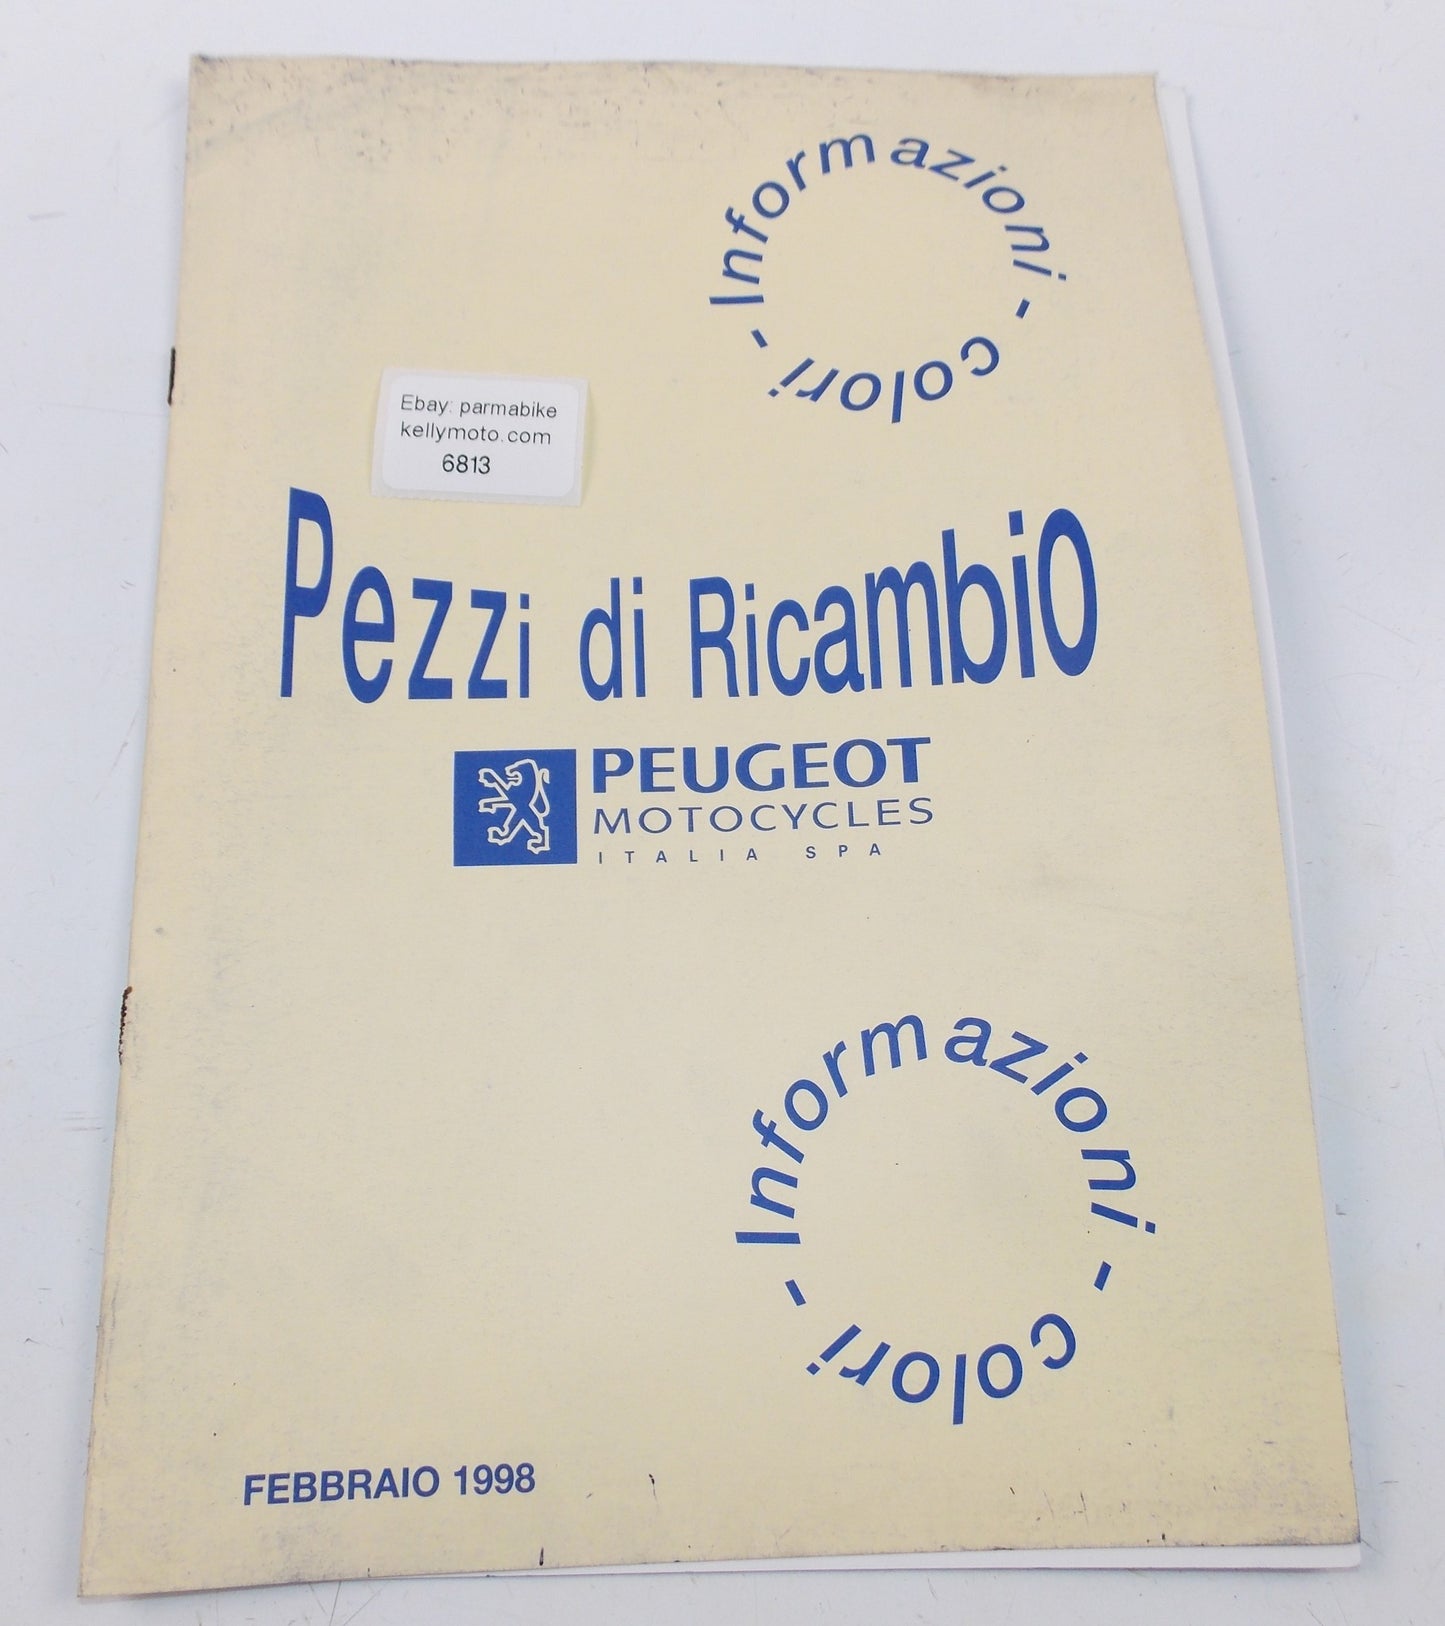 Informazioni - colori -
Ebay: parmabike
kellymoto.com
6813
Pezzi di Ricambio
PEUGEOT
MOTOCYCLES
ITALIA SPA
Informazioni - colori -
FEBBRAIO 1998